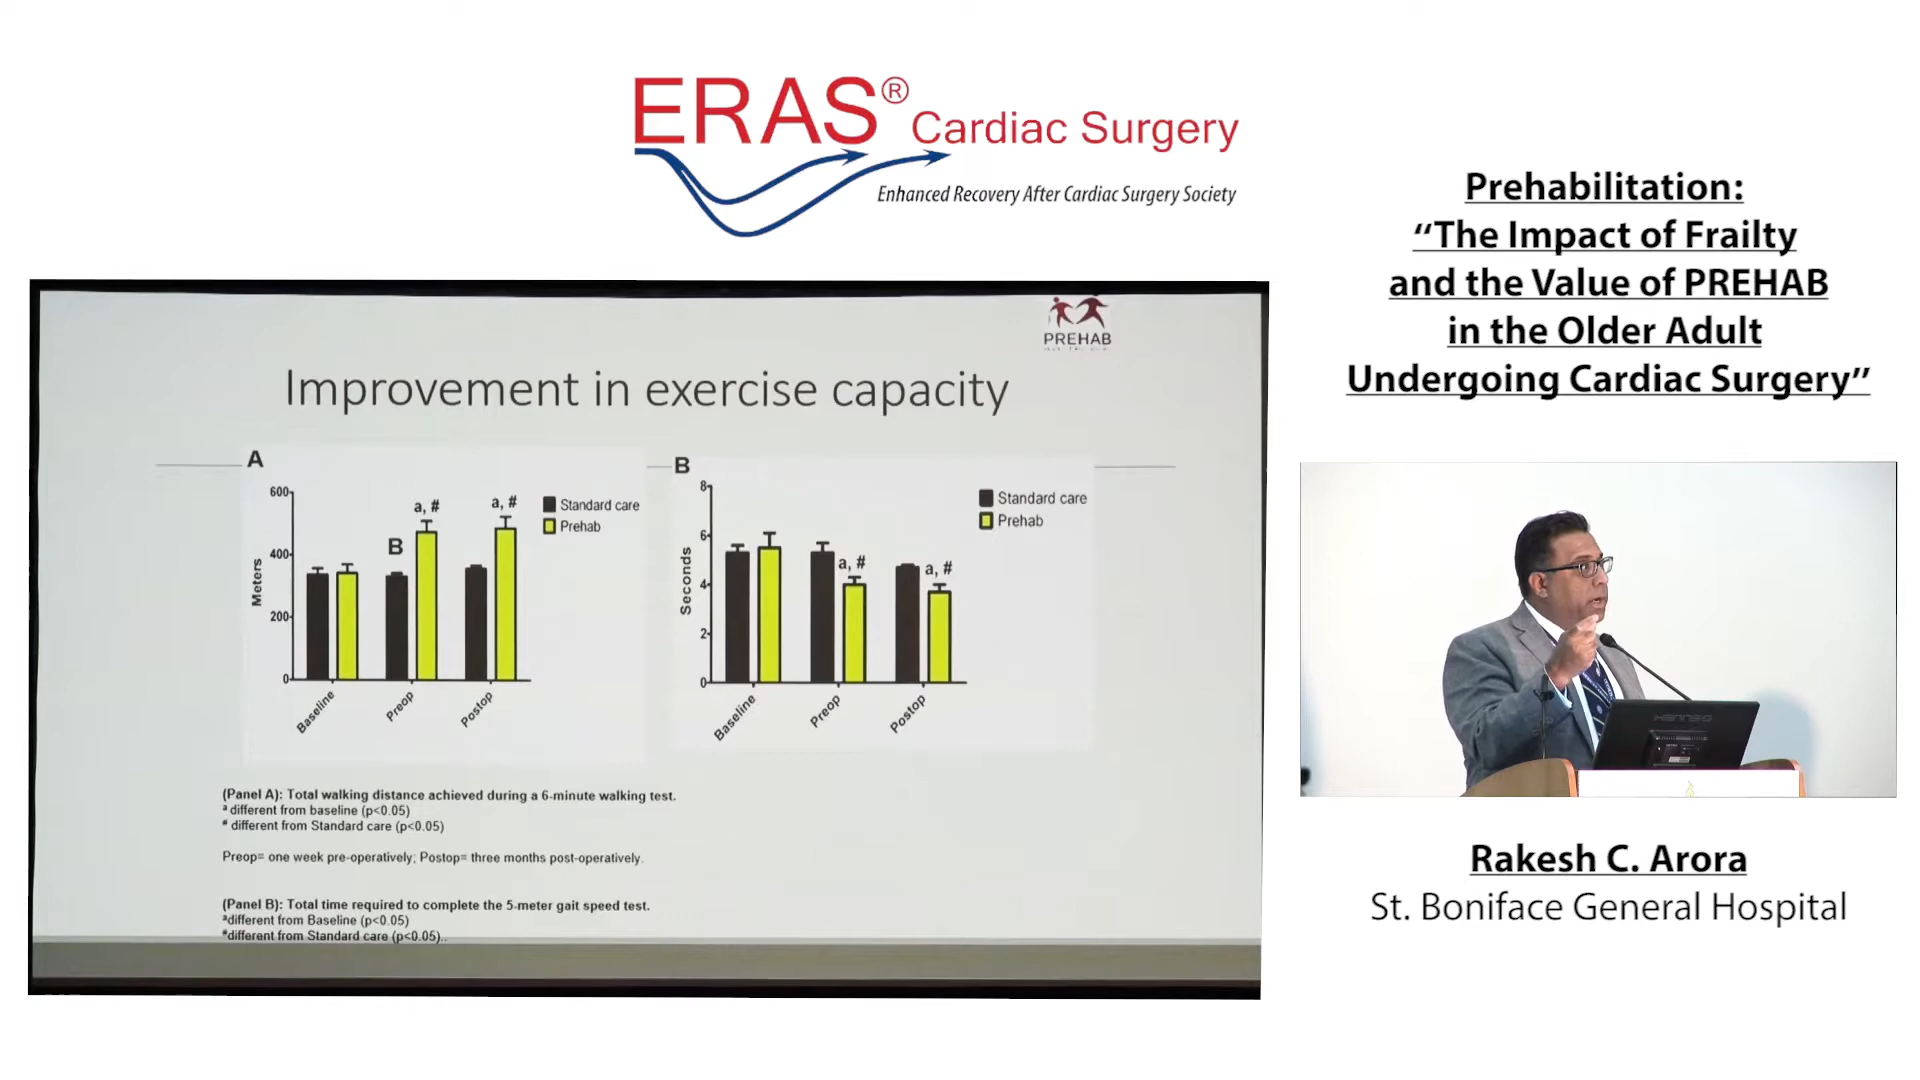 ERAS® Cardiac Surgery
Enhanced Recovery After Cardiac Surgery Society
Prehabilitation:
“The Impact of Frailty
and the Value of PREHAB
in the Older Adult
Undergoing Cardiac Surgery”
PREHAB
Improvement in exercise capacity
A
600
400
200
0
Meters
a, #
a, #
B
Baseline
Preop
Postop
Standard care
Prehab
B
8
6
4
2
0
Seconds
a, #
a, #
Baseline
Preop
Postop
Standard care
Prehab
(Panel A): Total walking distance achieved during a 6-minute walking test.
a different from baseline (p<0.05)
# different from Standard care (p<0.05)
Preop= one week pre-operatively; Postop= three months post-operatively.
(Panel B): Total time required to complete the 5-meter gait speed test.
adifferent from Baseline (p<0.05)
#different from Standard care (p<0.05)..
Rakesh C. Arora
St. Boniface General Hospital